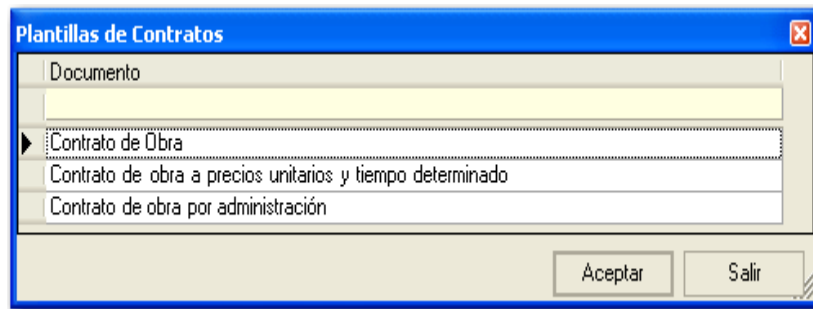 Plantillas de Contratos
Documento
Contrato de Obra
Contrato de obra a precios unitarios y tiempo determinado
Contrato de obra por administración
Aceptar Salir